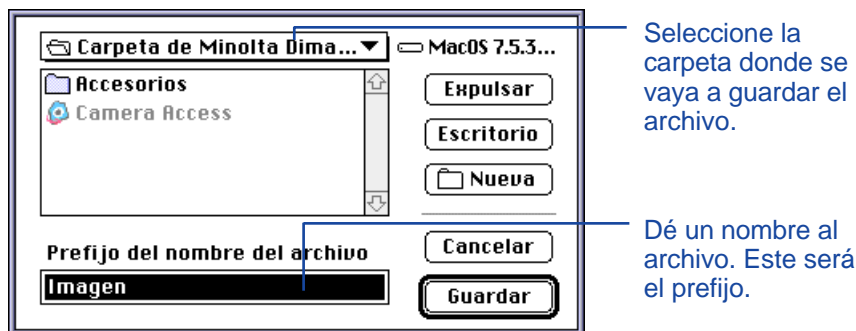 Carpeta de Minolta Dima...
MacOS 7.5.3...
Accesorios
Camera Access
Expulsar
Escritorio
Nueva
Prefijo del nombre del archivo
Imagen
Cancelar
Guardar
Seleccione la
carpeta donde se
vaya a guardar el
archivo.
Dé un nombre al
archivo. Este será
el prefijo.